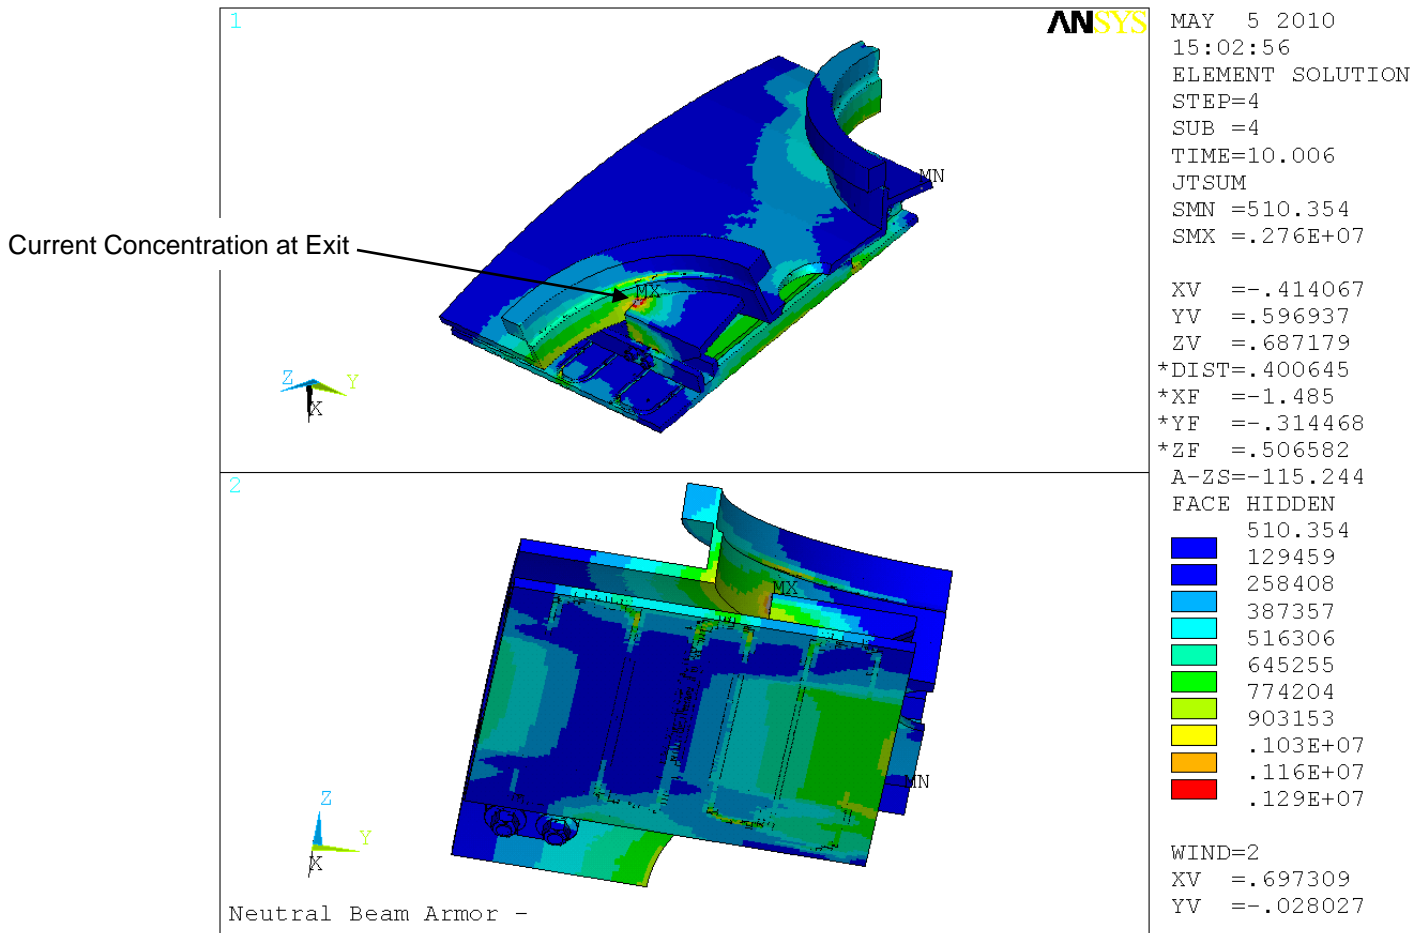 1
ANSYS
MAY 5 2010
15:02:56
ELEMENT SOLUTION
STEP=4
SUB =4
TIME=10.006
JTSUM
SMN =510.354
SMX =.276E+07
XV =-.414067
YV =.596937
ZV =.687179
*DIST=.400645
*XF =-1.485
*YF =-.314468
*ZF =.506582
A-ZS=-115.244
FACE HIDDEN
510.354
129459
258408
387357
516306
645255
774204
903153
.103E+07
.116E+07
.129E+07
WIND=2
XV =.697309
YV =-.028027
MN
Current Concentration at Exit
MX
Z
Y
X
2
MX
MN
Z
Y
X
Neutral Beam Armor -